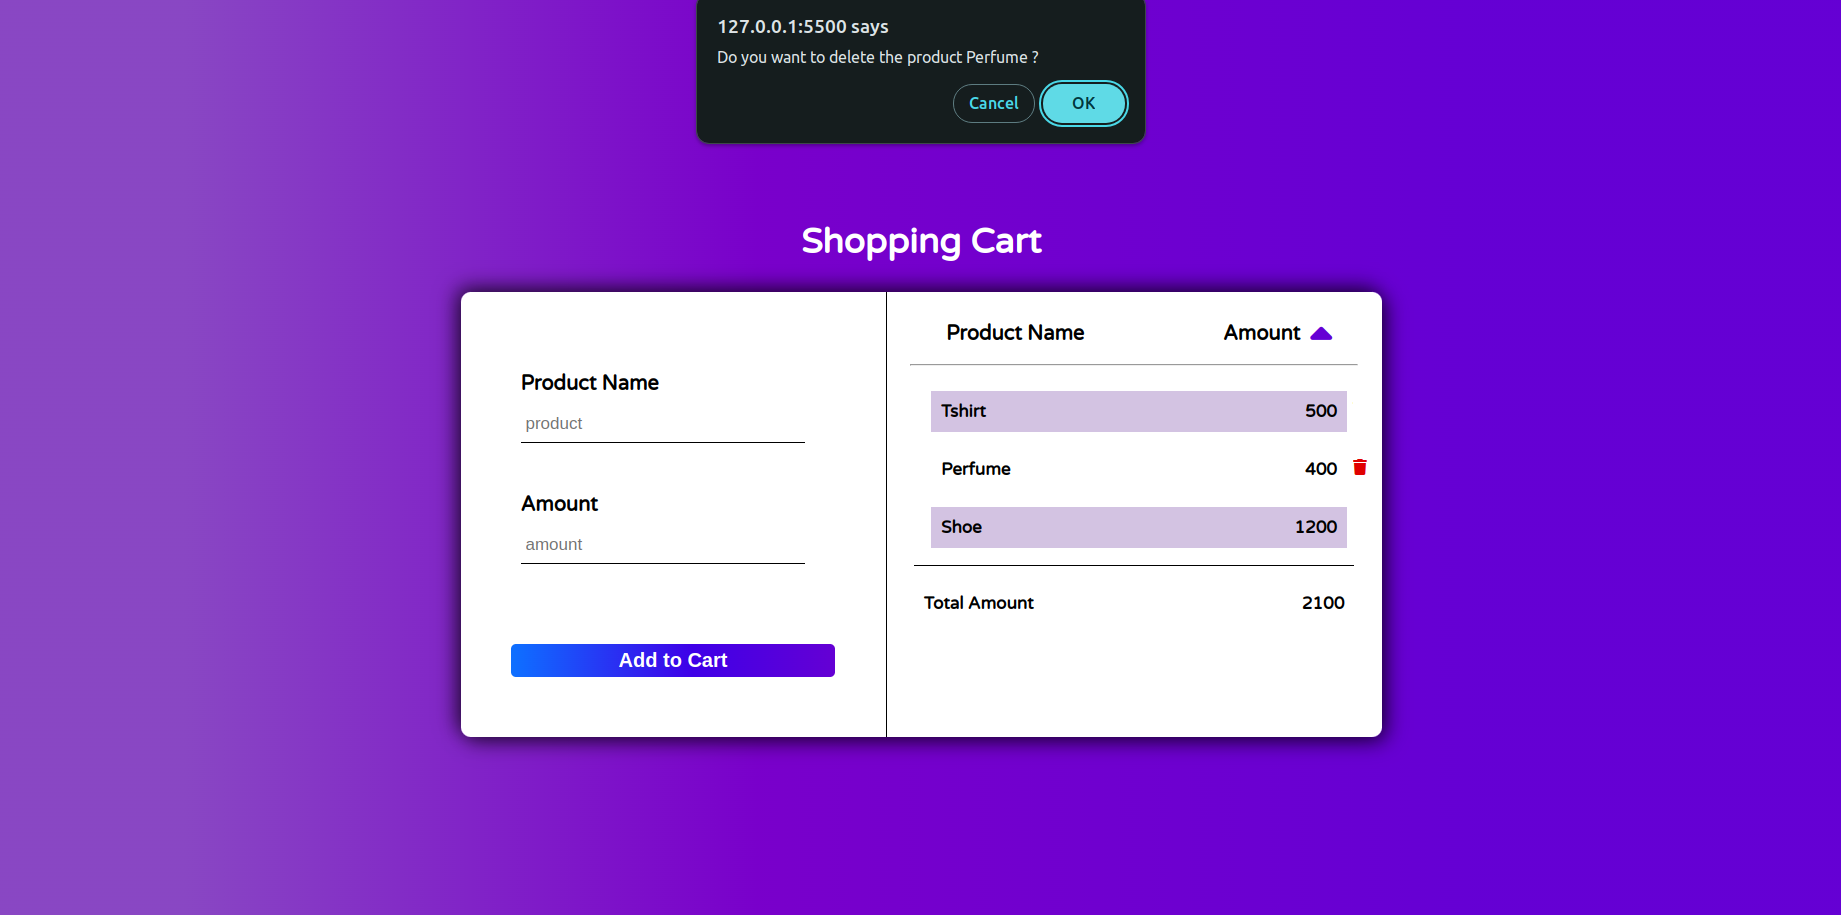 127.0.0.1:5500 says
Do you want to delete the product Perfume ?
Cancel OK
Shopping Cart
Product Name
product
Amount
amount
Add to Cart
Product Name Amount
Tshirt 500
Perfume 400
Shoe 1200
Total Amount 2100